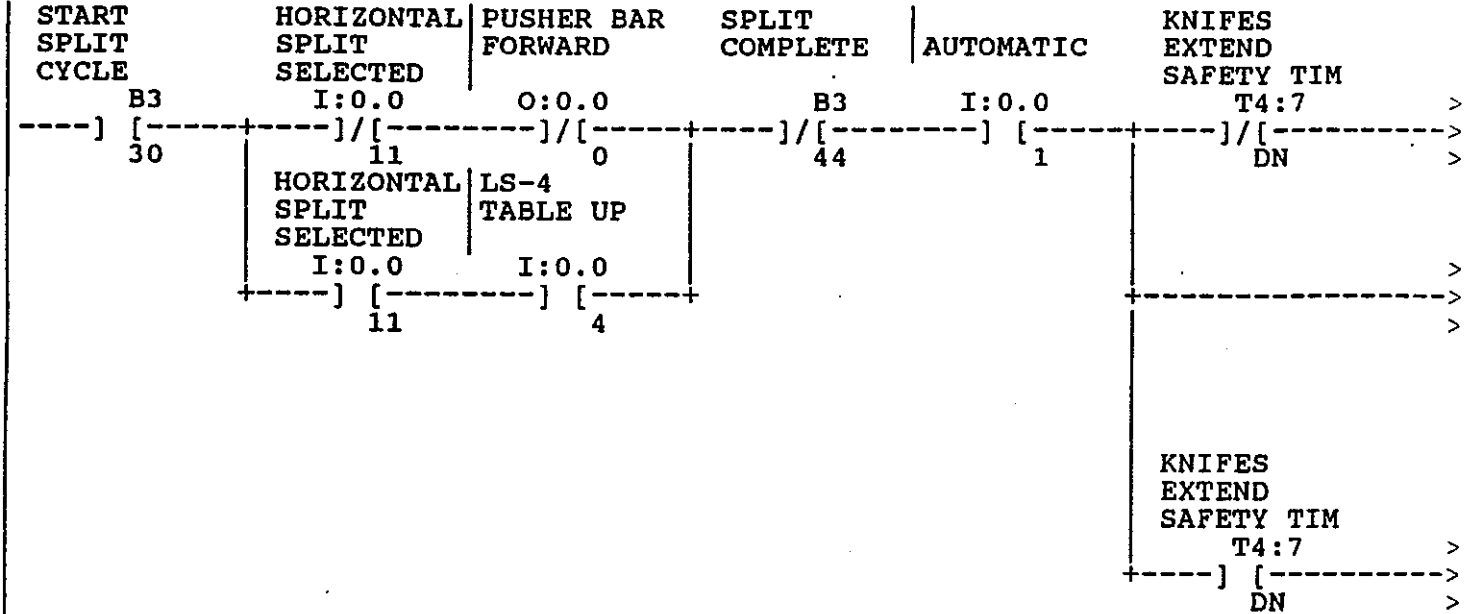 START HORIZONTAL PUSHER BAR SPLIT KNIFES
SPLIT SPLIT FORWARD COMPLETE AUTOMATIC EXTEND
CYCLE SELECTED SAFETY TIM
B3 I:0.0 O:0.0 B3 I:0.0 T4:7 >
----] [-----+----]/[---------]/[-----+----]/[---------] [-----+----]/[----------->
30 11 0 44 1 DN >
HORIZONTAL LS-4
SPLIT TABLE UP
SELECTED
I:0.0 I:0.0 >
+----] [---------] [-----+ +------------------>
11 4 >
KNIFES
EXTEND
SAFETY TIM
T4:7 >
+----] [----------->
DN >